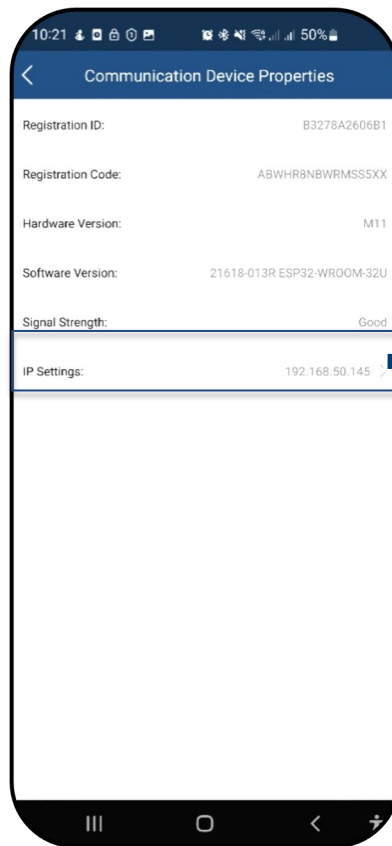 10:21 50%
Communication Device Properties
Registration ID: B3278A2606B1
Registration Code: ABWHR8NBWRMSS5XX
Hardware Version: M11
Software Version: 21618-013R ESP32-WROOM-32U
Signal Strength: Good
IP Settings: 192.168.50.145